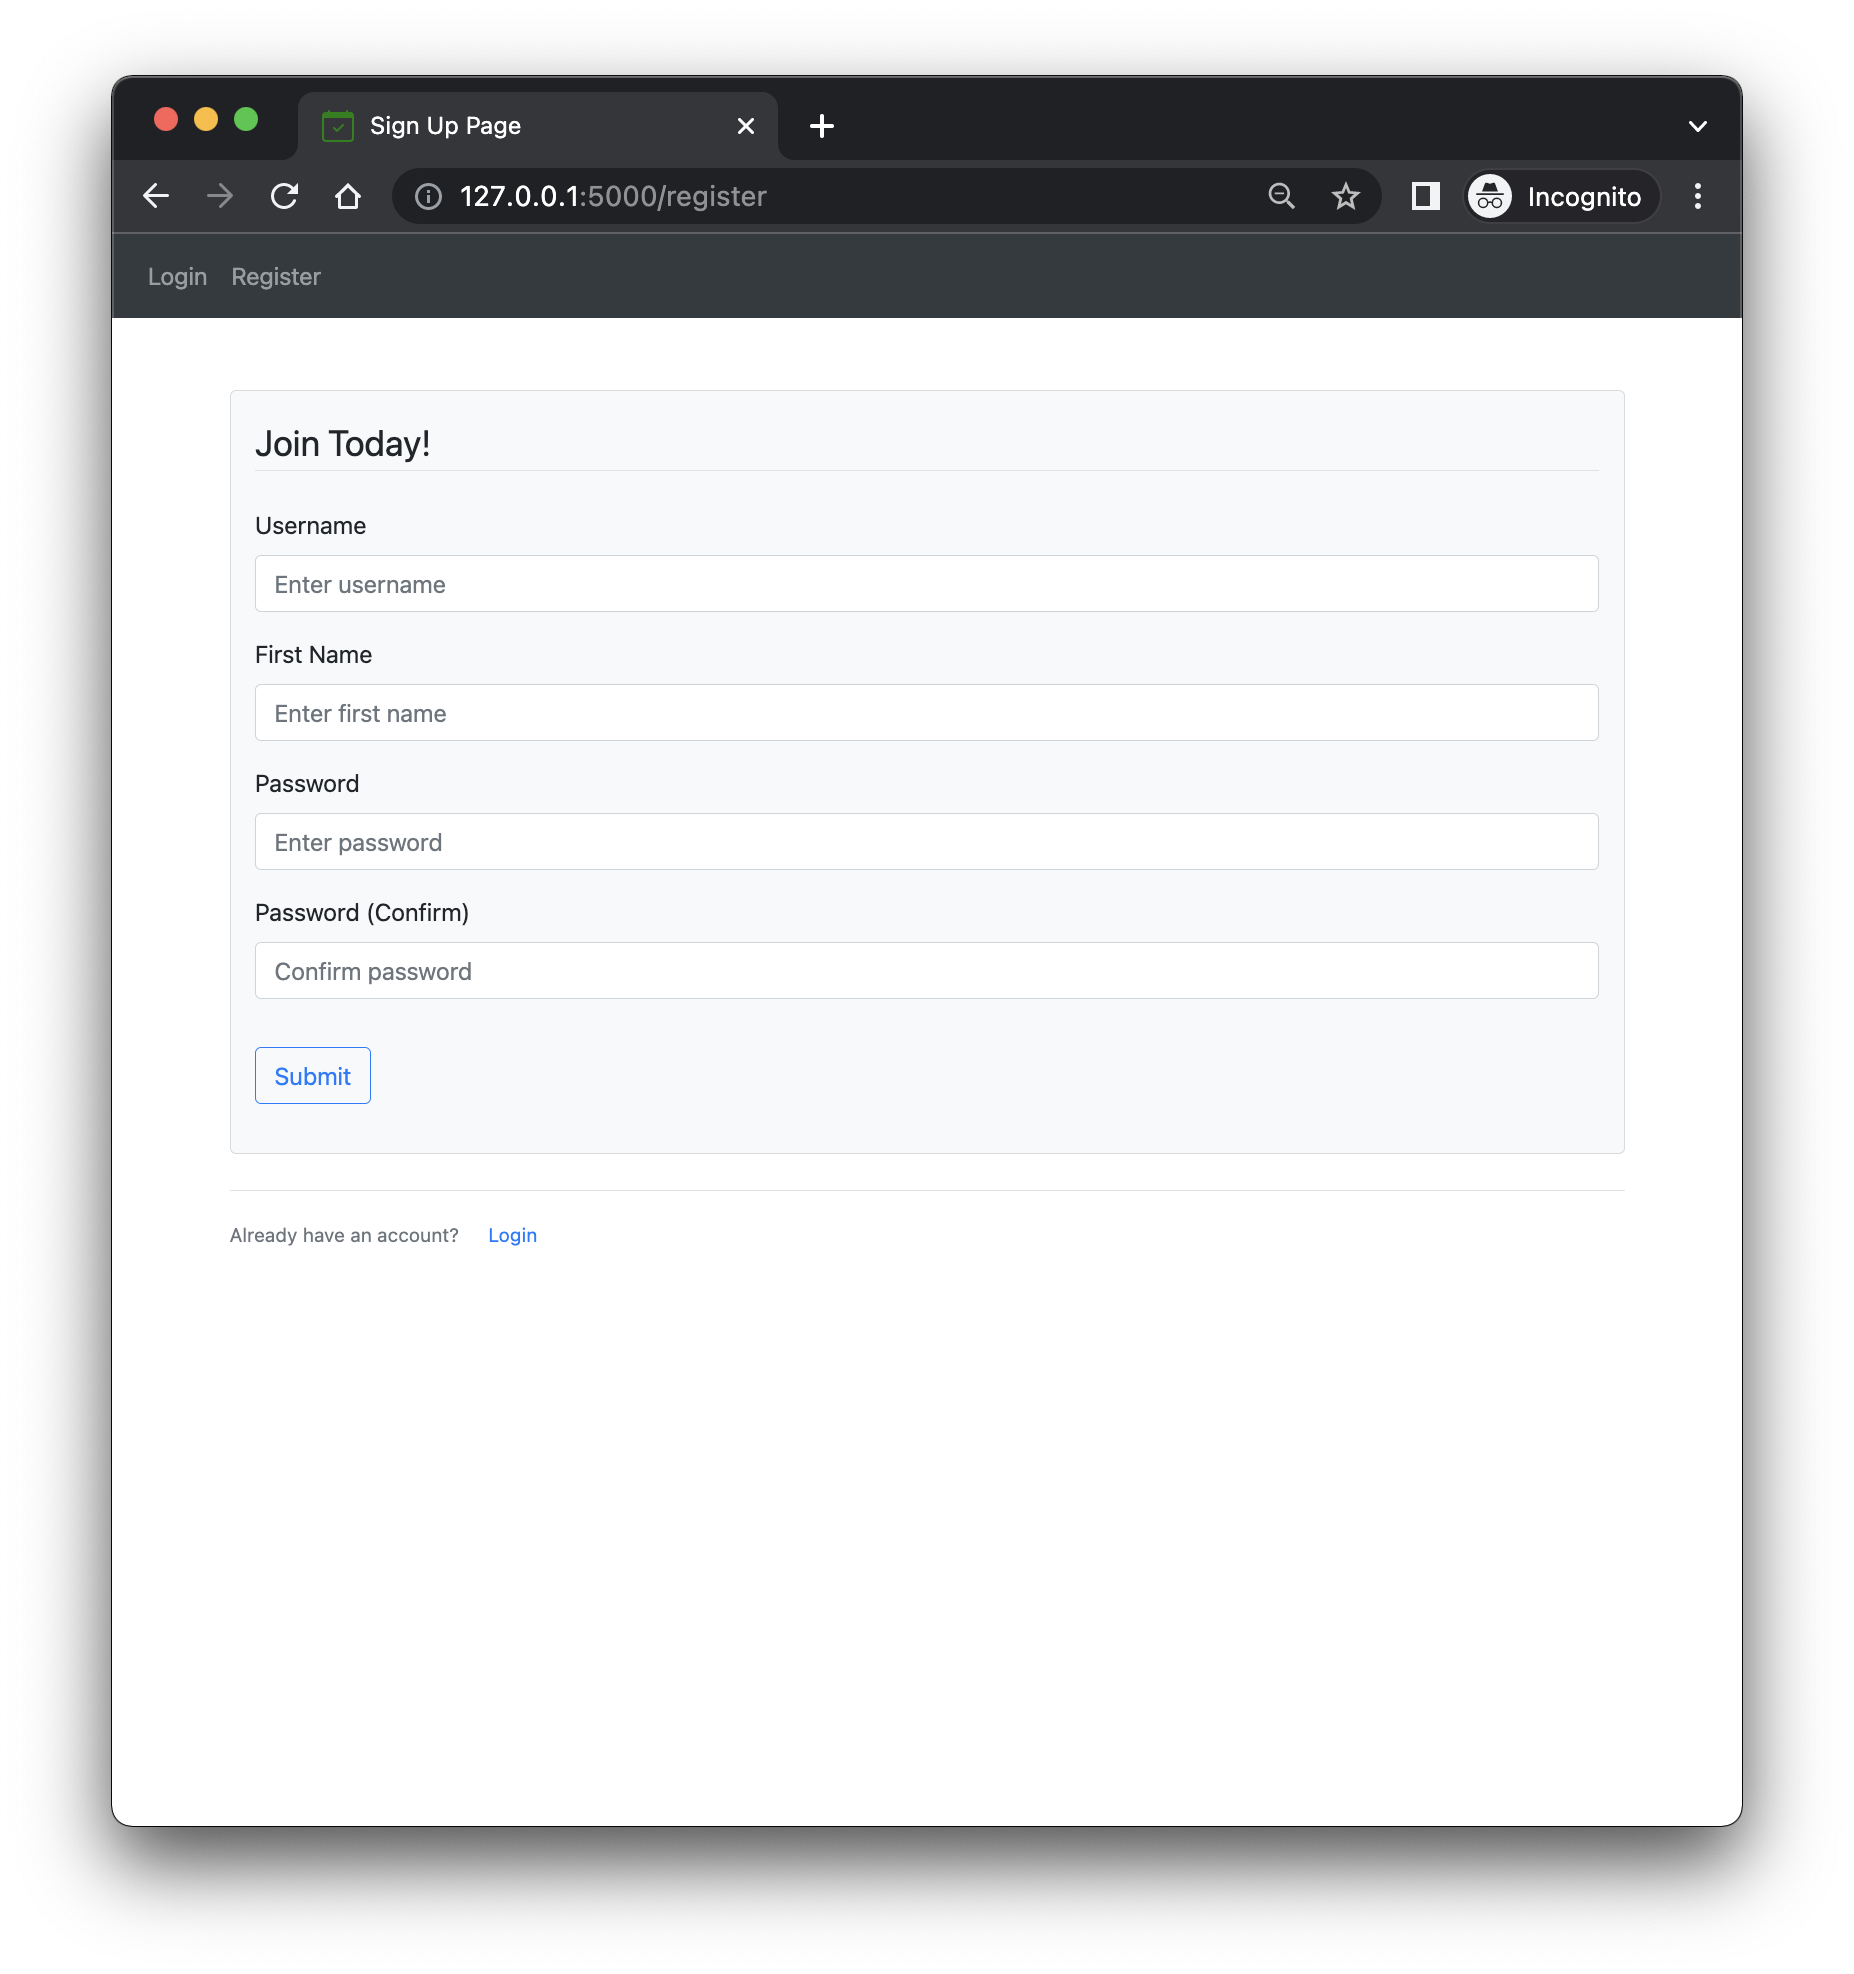 Sign Up Page
127.0.0.1:5000/register
Incognito
Login Register
Join Today!
Username
Enter username
First Name
Enter first name
Password
Enter password
Password (Confirm)
Confirm password
Submit
Already have an account? Login